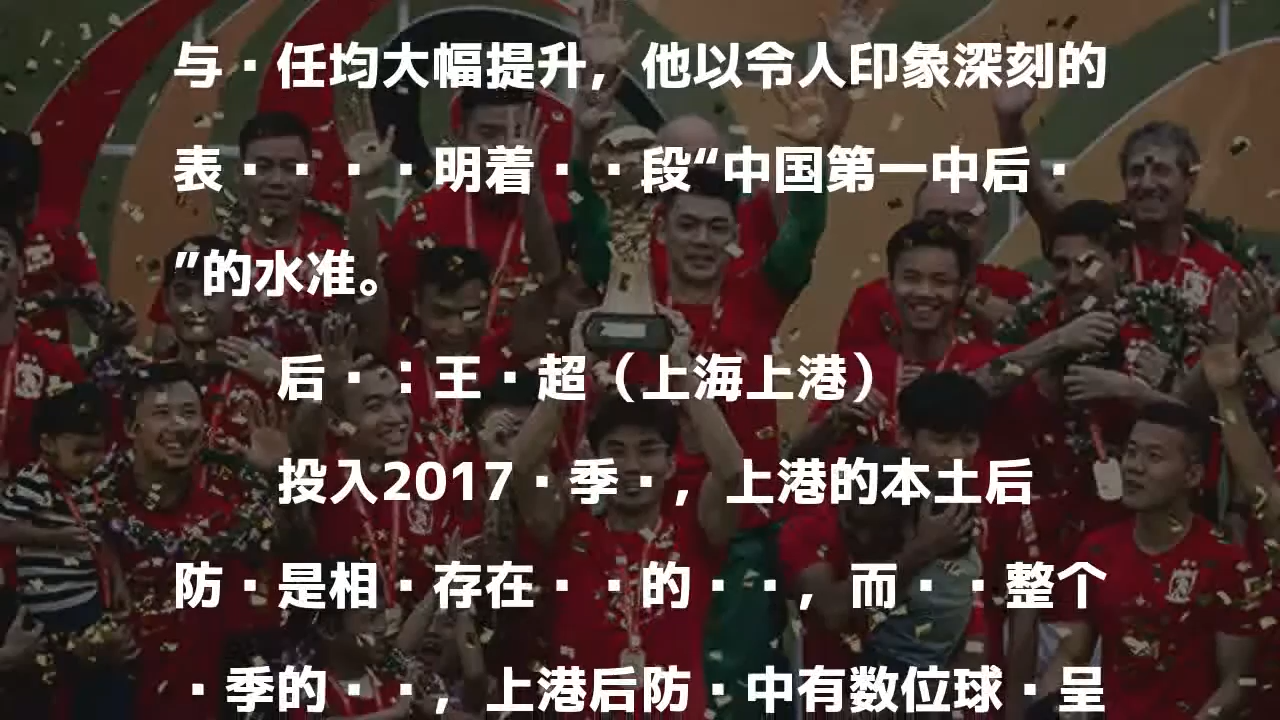 与·任均大幅提升，他以令人印象深刻的
表····明着··段“中国第一中后·
”的水准。
后·：王·超（上海上港）
投入2017·季·，上港的本土后
防·是相·存在··的··，而··整个
·季的··，上港后防·中有数位球·呈